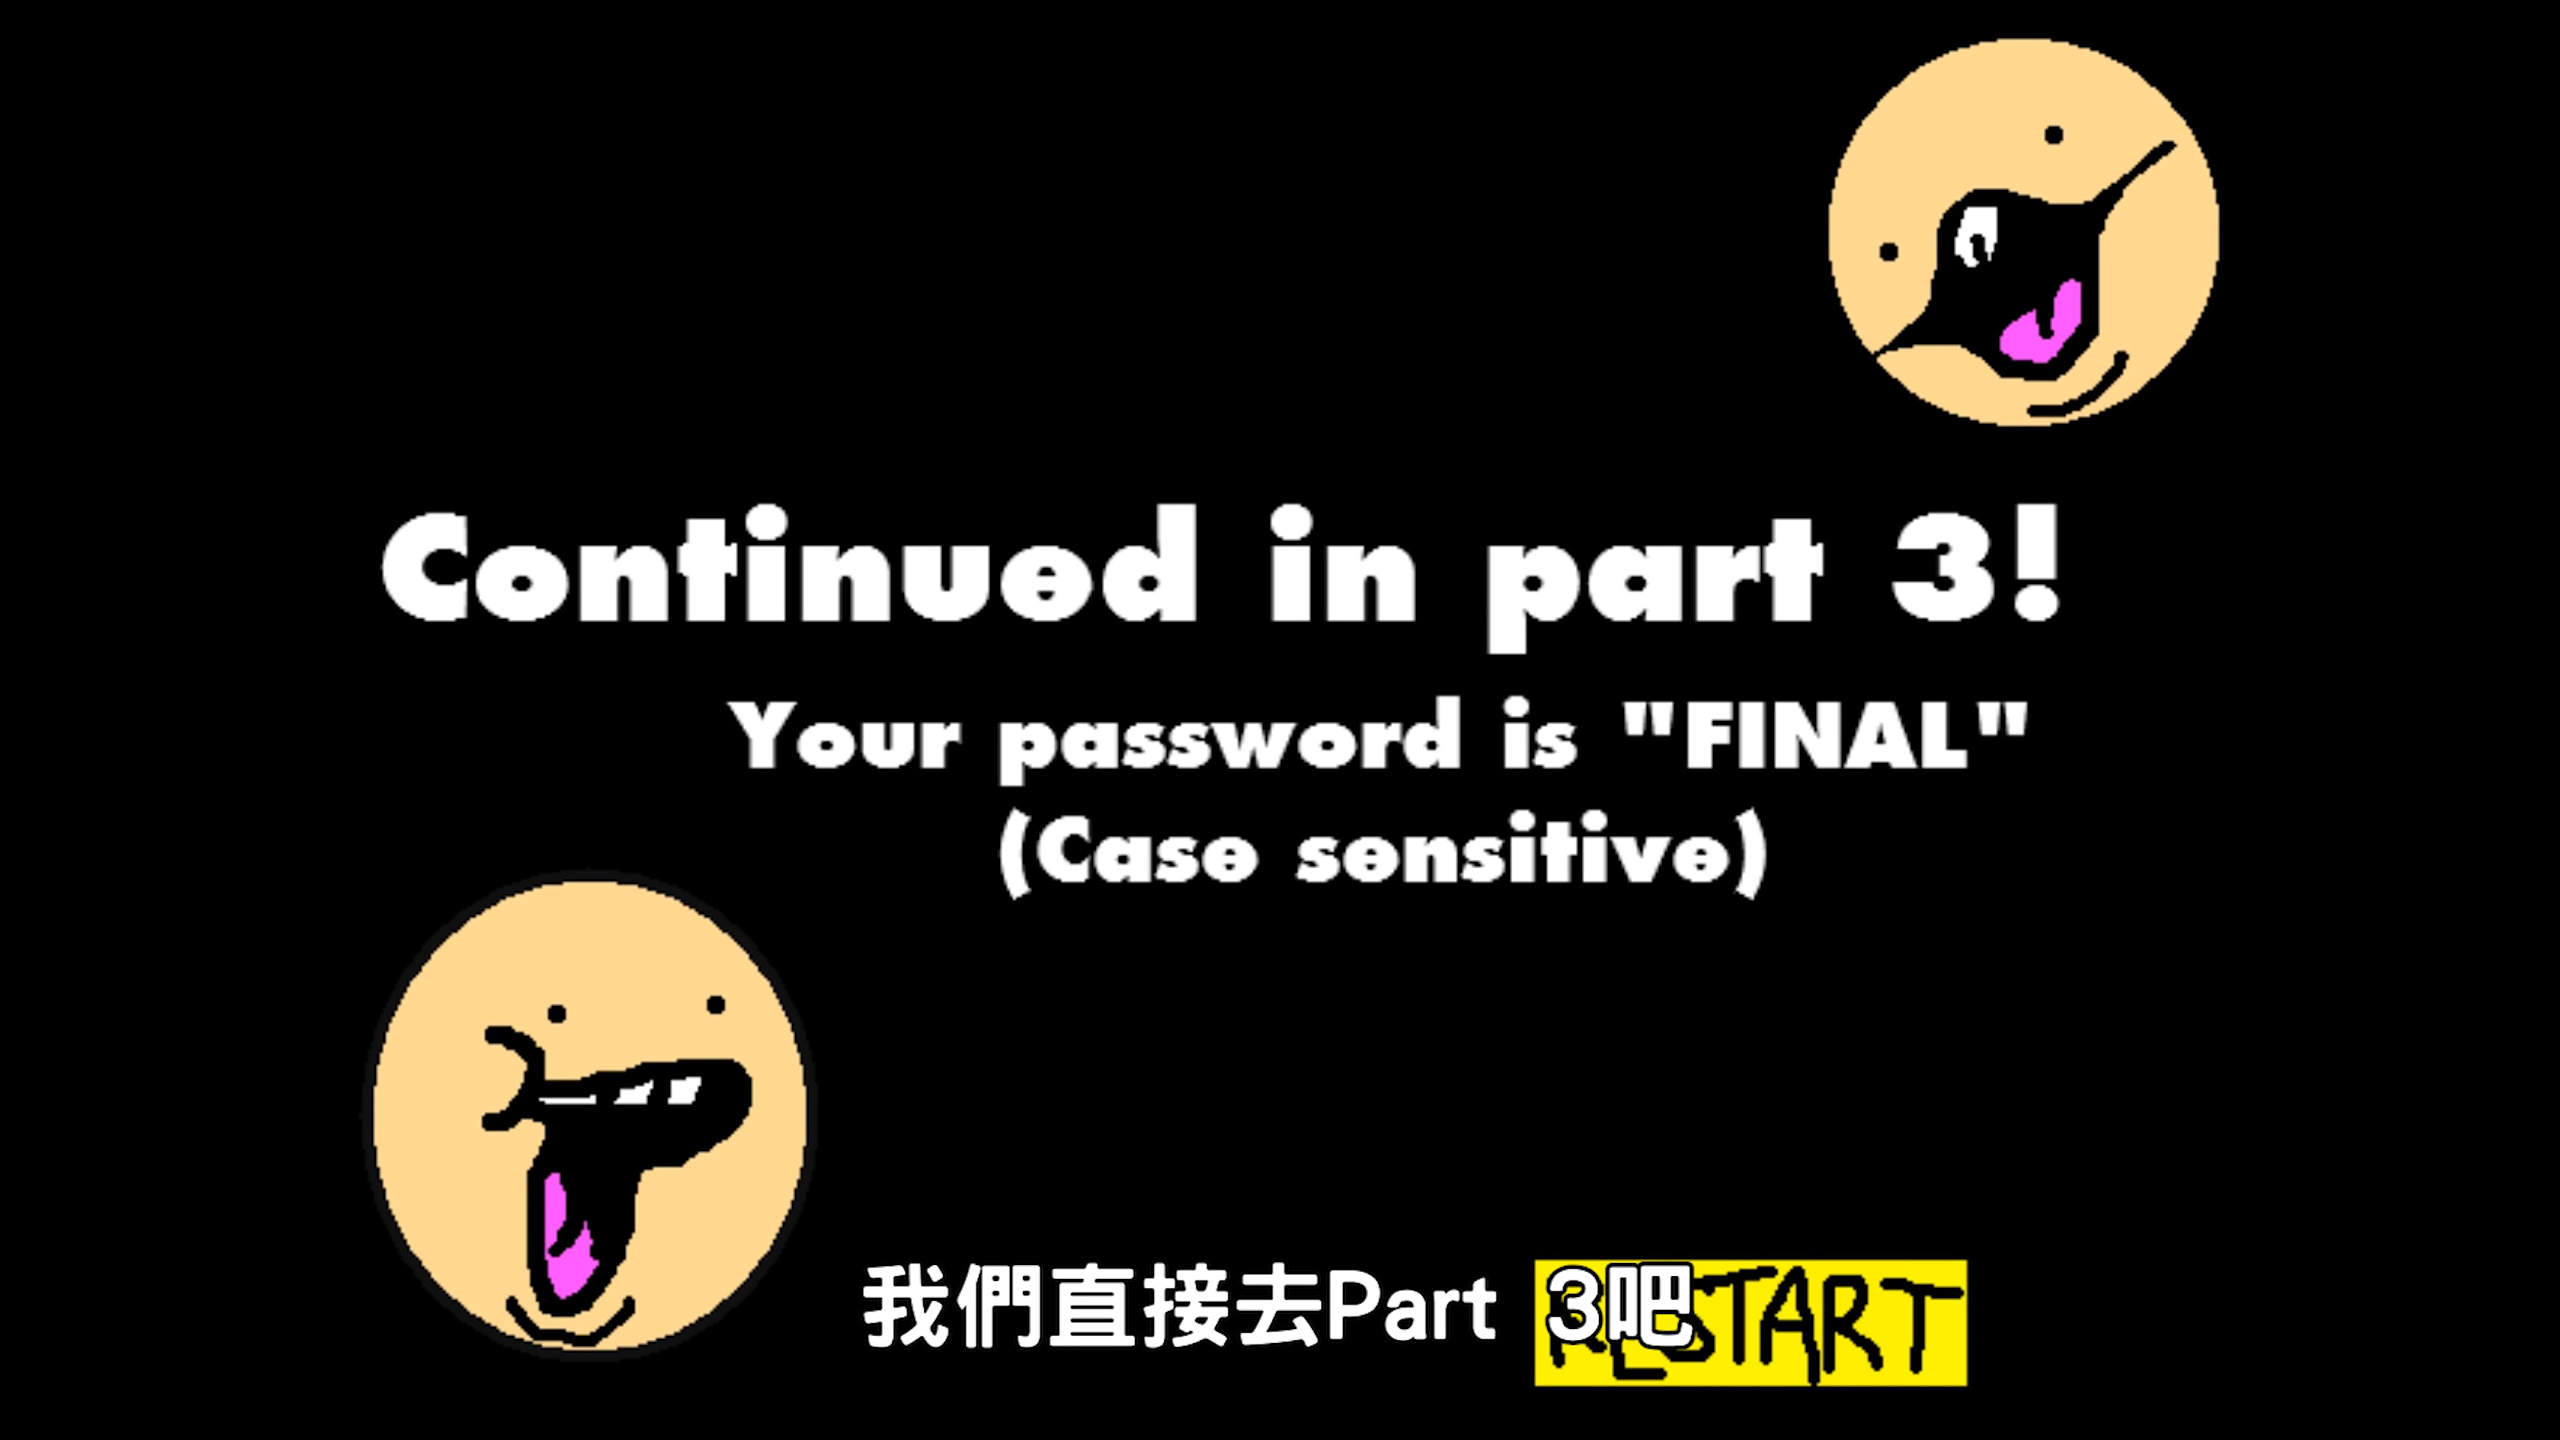 Continued in part 3!
Your password is "FINAL"
(Case sensitive)
我們直接去Part 3吧
RESTART